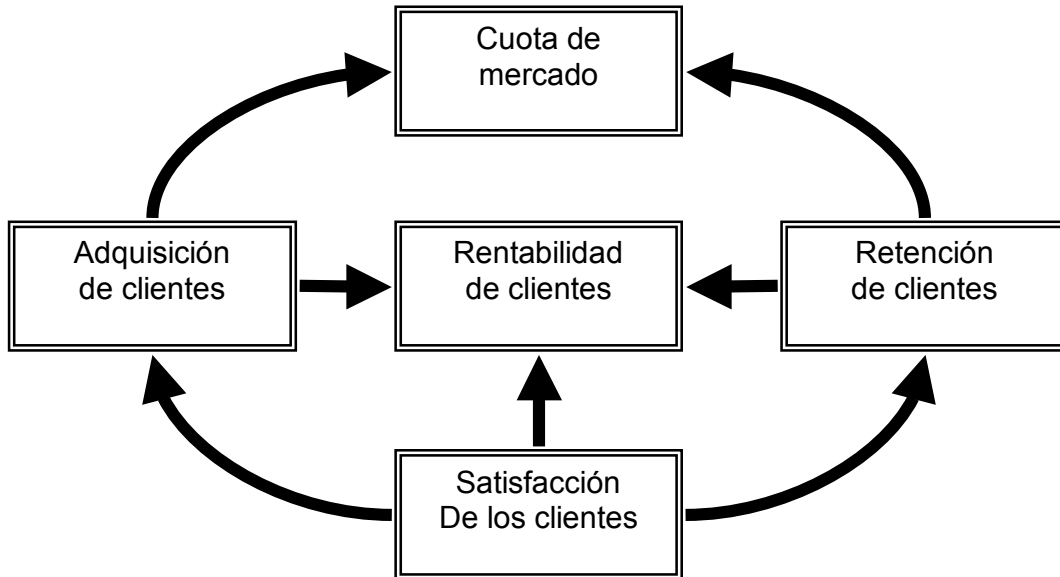 Cuota de
mercado
Adquisición
de clientes
Rentabilidad
de clientes
Retención
de clientes
Satisfacción
De los clientes